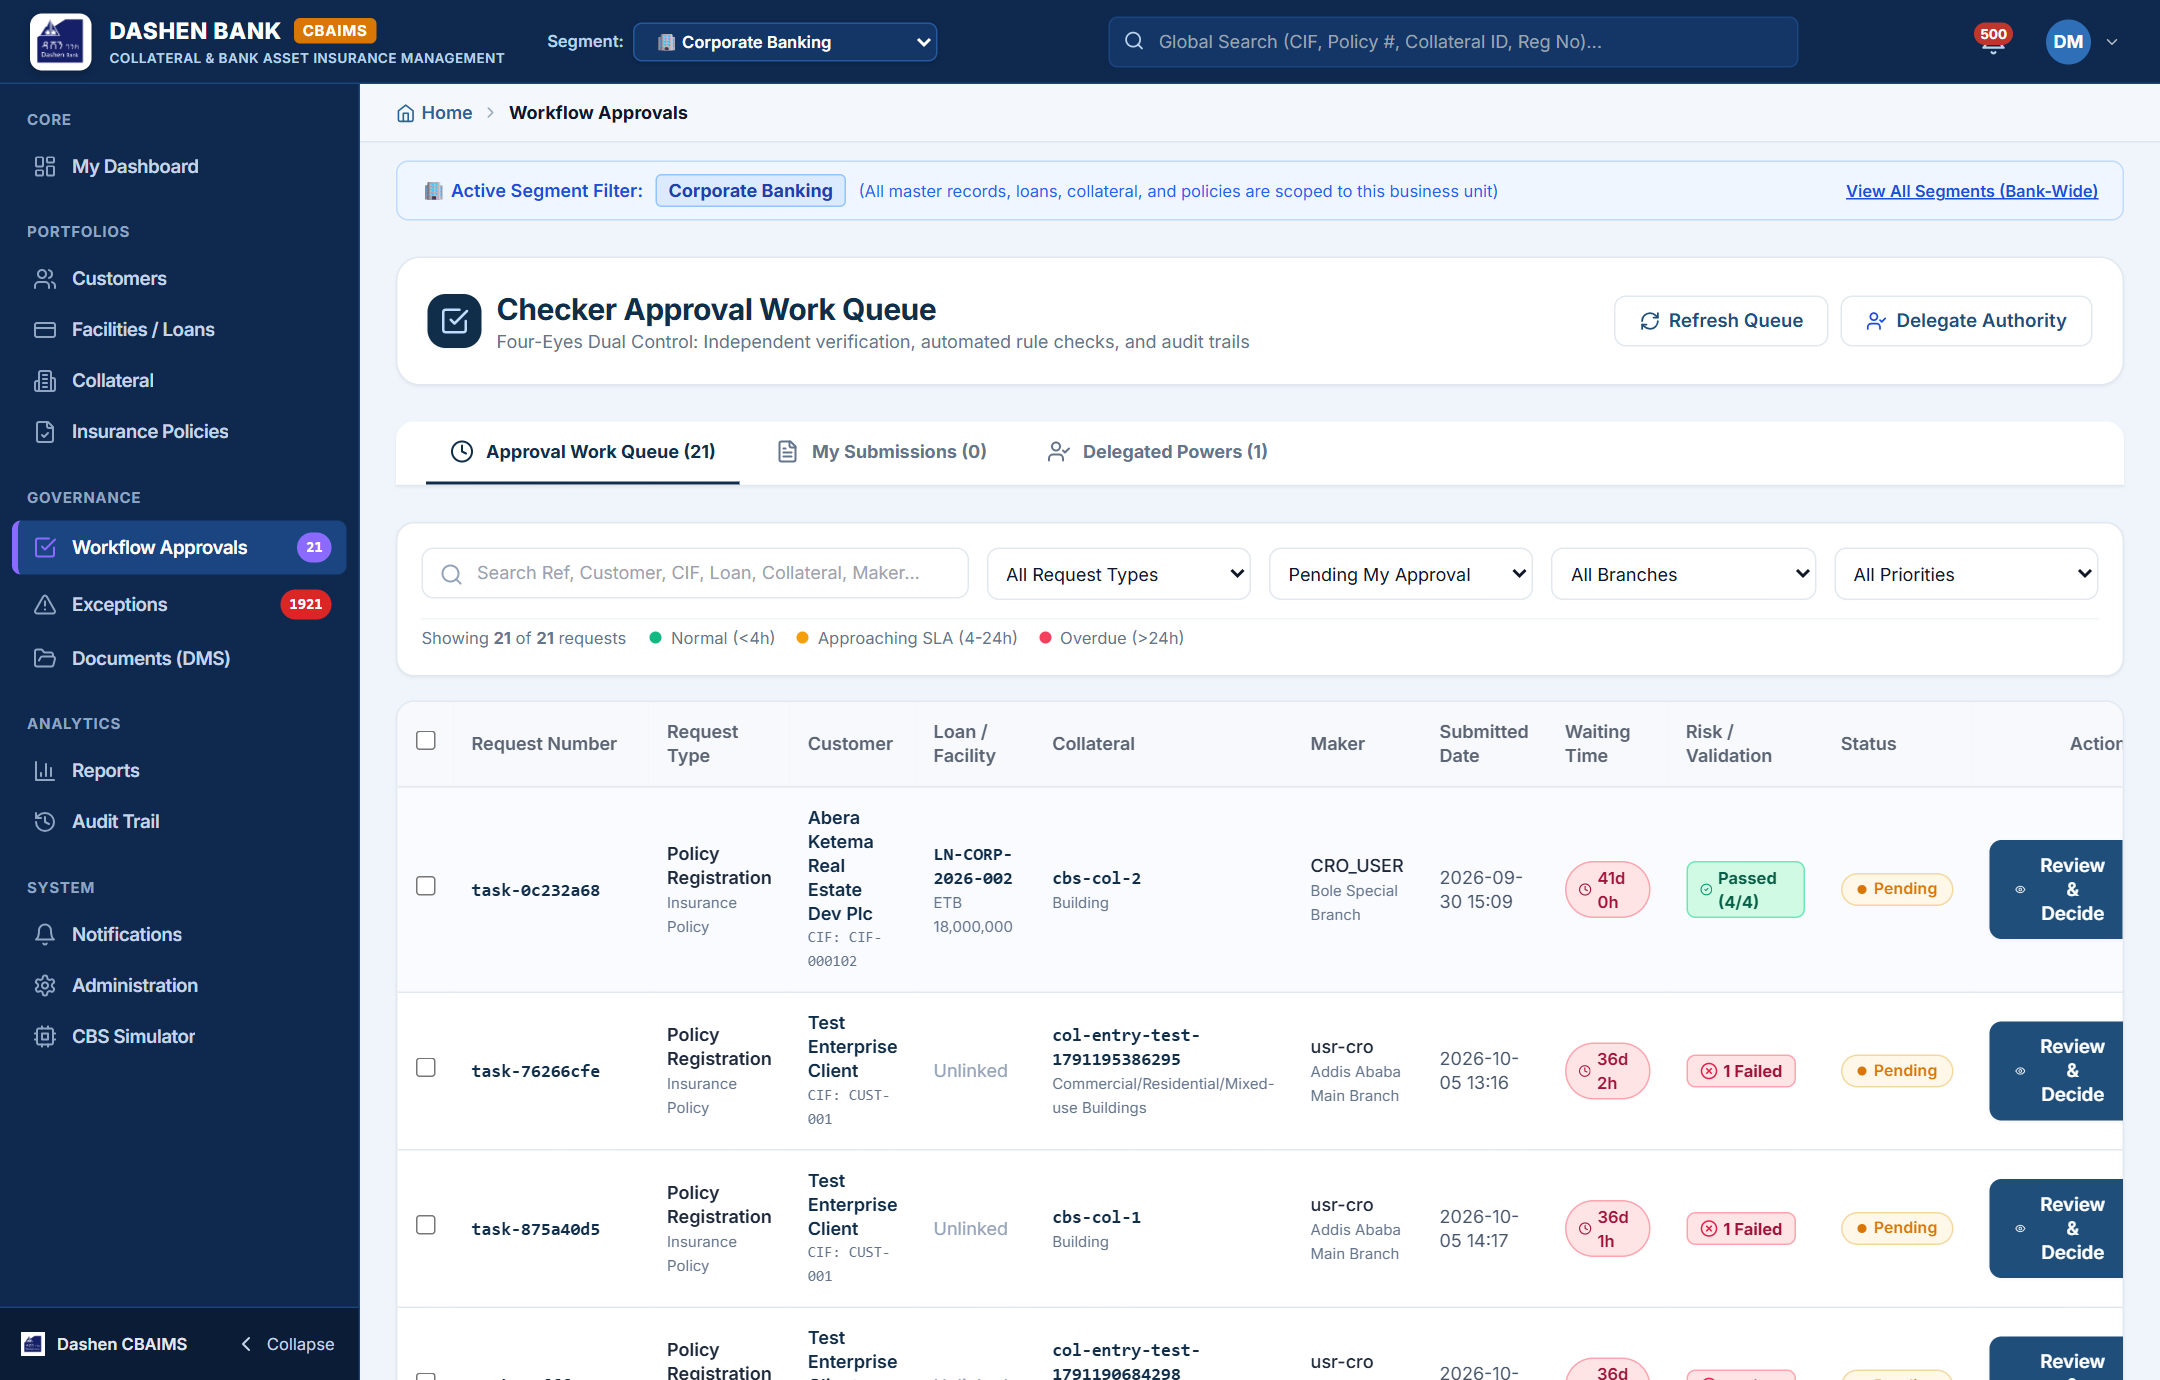 DASHEN BANK CBAIMS
COLLATERAL & BANK ASSET INSURANCE MANAGEMENT
Segment:
Corporate Banking
Global Search (CIF, Policy #, Collateral ID, Reg No)...
500
DM
CORE
My Dashboard
PORTFOLIOS
Customers
Facilities / Loans
Collateral
Insurance Policies
GOVERNANCE
Workflow Approvals 21
Exceptions 1921
Documents (DMS)
ANALYTICS
Reports
Audit Trail
SYSTEM
Notifications
Administration
CBS Simulator
Dashen CBAIMS
Collapse
Home
Workflow Approvals
Active Segment Filter: Corporate Banking (All master records, loans, collateral, and policies are scoped to this business unit)
View All Segments (Bank-Wide)
Checker Approval Work Queue
Four-Eyes Dual Control: Independent verification, automated rule checks, and audit trails
Refresh Queue
Delegate Authority
Approval Work Queue (21)
My Submissions (0)
Delegated Powers (1)
Search Ref, Customer, CIF, Loan, Collateral, Maker...
All Request Types
Pending My Approval
All Branches
All Priorities
Showing 21 of 21 requests
Normal (<4h)
Approaching SLA (4-24h)
Overdue (>24h)
Request Number
Request
Type
Customer
Loan /
Facility
Collateral
Maker
Submitted
Date
Waiting
Time
Risk /
Validation
Status
Action
task-0c232a68
Policy
Registration
Insurance
Policy
Abera
Ketema
Real
Estate
Dev Plc
CIF: CIF-
000102
LN-CORP-
2026-002
ETB
18,000,000
cbs-col-2
Building
CRO_USER
Bole Special
Branch
2026-09-
30 15:09
41d
0h
Passed
(4/4)
Pending
Review
&
Decide
task-76266cfe
Policy
Registration
Insurance
Policy
Test
Enterprise
Client
CIF: CUST-
001
Unlinked
col-entry-test-
1791195386295
Commercial/Residential/Mixed-
use Buildings
usr-cro
Addis Ababa
Main Branch
2026-10-
05 13:16
36d
2h
1 Failed
Pending
Review
&
Decide
task-875a40d5
Policy
Registration
Insurance
Policy
Test
Enterprise
Client
CIF: CUST-
001
Unlinked
cbs-col-1
Building
usr-cro
Addis Ababa
Main Branch
2026-10-
05 14:17
36d
1h
1 Failed
Pending
Review
&
Decide
Policy
Registration
Test
Enterprise
col-entry-test-
1791190684298
usr-cro
2026-10-
36d
Review